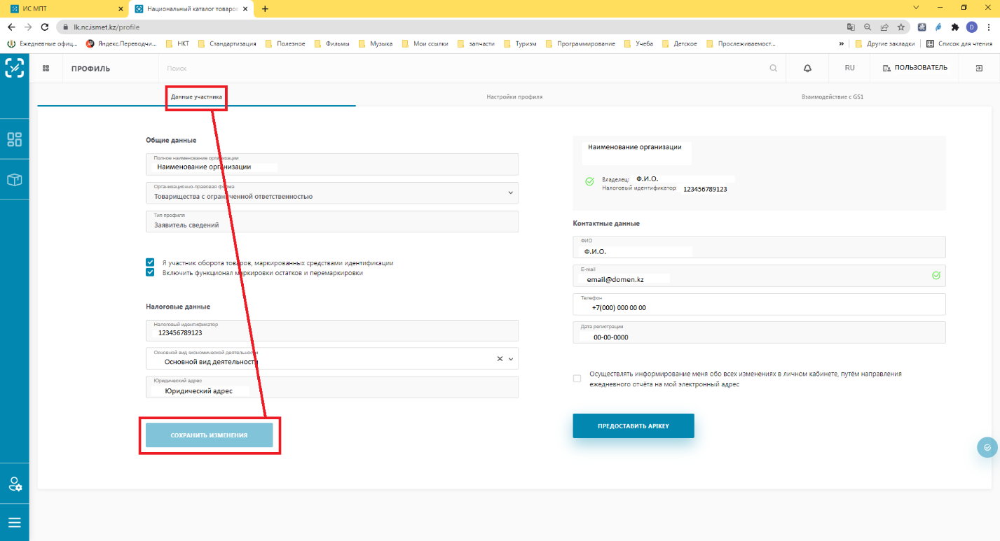 ИС МПТ
Национальный каталог товаров
lk.nc.ismet.kz/profile
D
Ежедневные офиц...
Яндекс.Переводчи...
НКТ
Стандартизация
Полезное
Фильмы
Музыка
Мои ссылки
запчасти
Туризм
Программирование
Учеба
Детское
Прослеживаемост...
»
Другие закладки
Список для чтения
ПРОФИЛЬ
Поиск
RU
ПОЛЬЗОВАТЕЛЬ
Данные участника
Настройки профиля
Взаимодействие с GS1
Общие данные
Полное наименование организации
Наименование организации
Организационно-правовая форма
Товарищества с ограниченной ответственностью
Тип профиля
Заявитель сведений
Я участник оборота товаров, маркированных средствами идентификации
Включить функционал маркировки остатков и перемаркировки
Налоговые данные
Налоговый идентификатор
123456789123
Основной вид экономической деятельности
Основной вид деятельности
Юридический адрес
Юридический адрес
СОХРАНИТЬ ИЗМЕНЕНИЯ
Наименование организации
Владелец: Ф.И.О.
Налоговый идентификатор 123456789123
Контактные данные
ФИО
Ф.И.О.
E-mail
email@domen.kz
Телефон
+7(000) 000 00 00
Дата регистрации
00-00-0000
Осуществлять информирование меня обо всех изменениях в личном кабинете, путём направления
ежедневного отчёта на мой электронный адрес
ПРЕДОСТАВИТЬ APIKEY